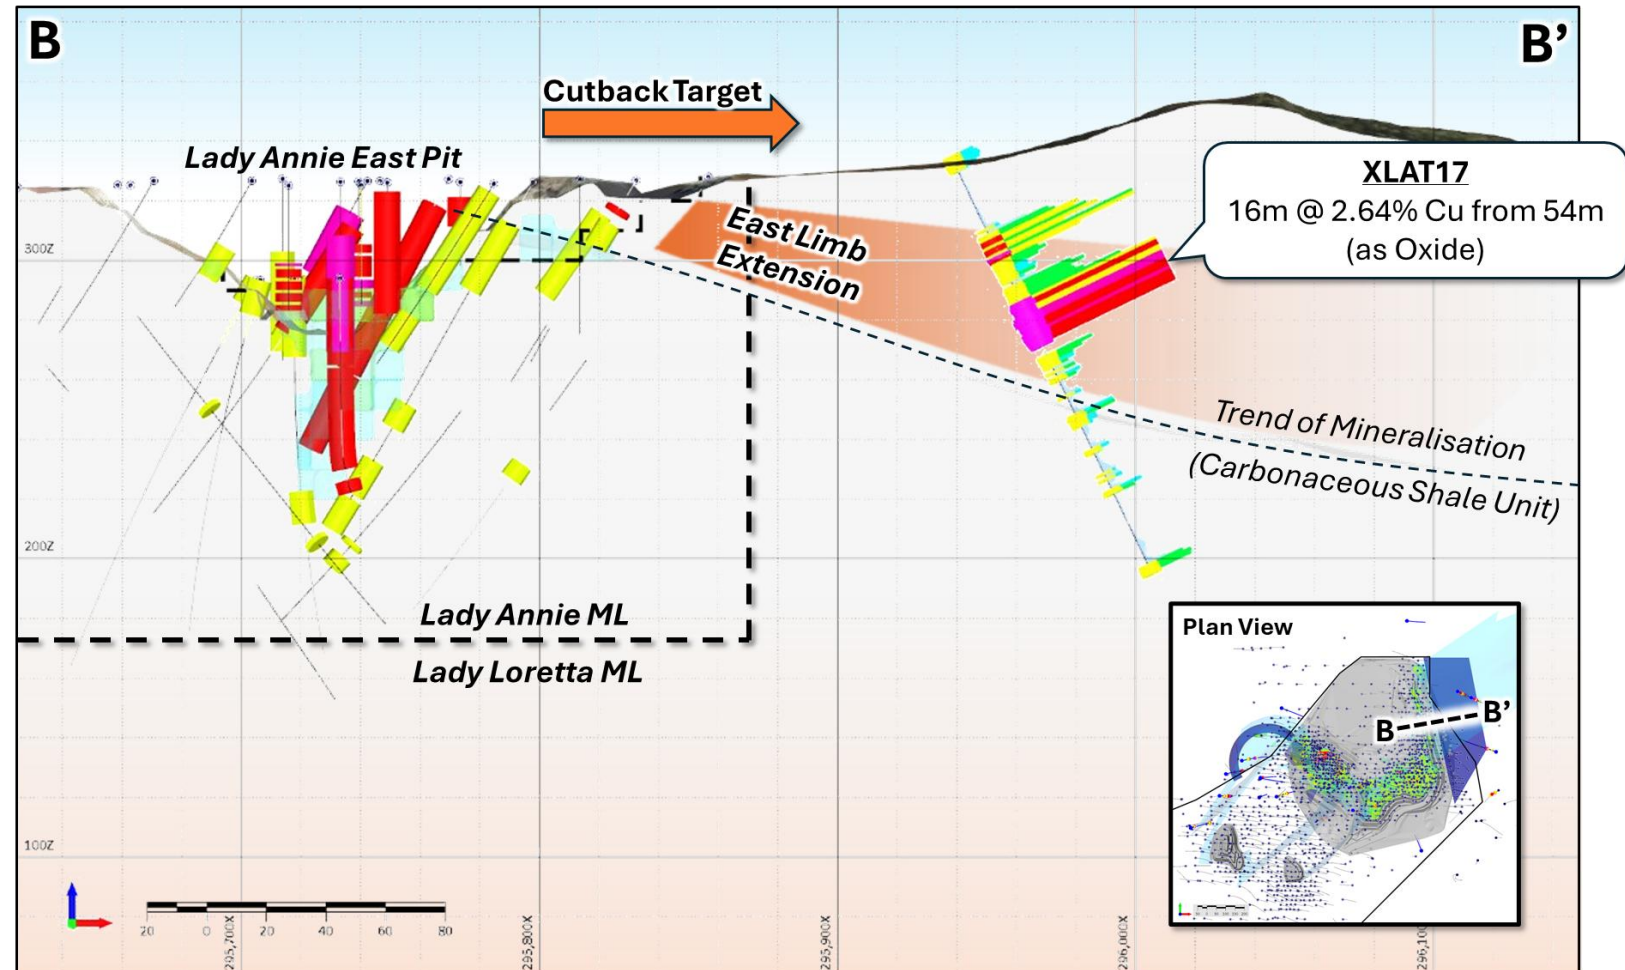 B
B’
Cutback Target
Lady Annie East Pit
XLAT17
16m @ 2.64% Cu from 54m
(as Oxide)
East Limb
Extension
300Z
Trend of Mineralisation
(Carbonaceous Shale Unit)
200Z
Lady Annie ML
Lady Loretta ML
Plan View
B
B’
100Z
20 0 20 40 60 80
295,700X
295,800X
295,900X
296,000X
296,100